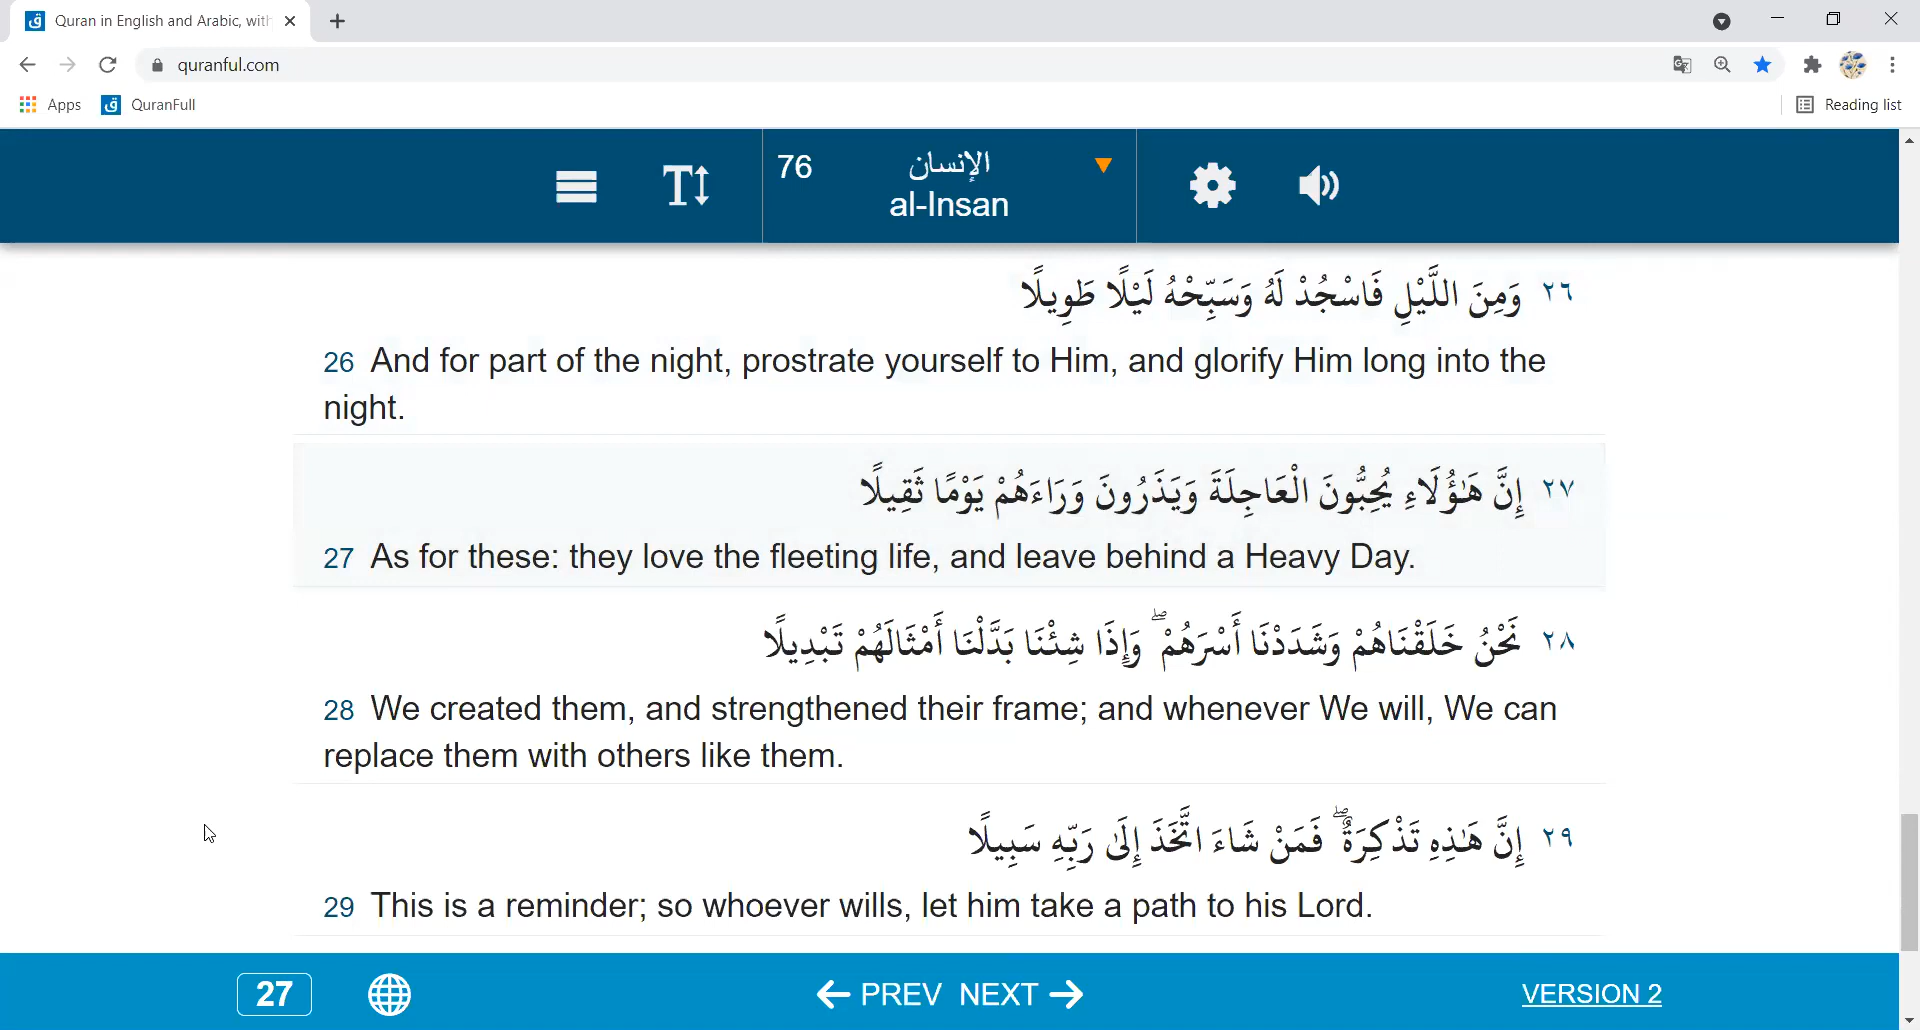 Quran in English and Arabic, with
quranful.com
Apps
QuranFull
Reading list
76
الإنسان
al-Insan
٢٦ وَمِنَ اللَّيْلِ فَاسْجُدْ لَهُ وَسَبِّحْهُ لَيْلًا طَوِيلًا
26 And for part of the night, prostrate yourself to Him, and glorify Him long into the
night.
٢٧ إِنَّ هَٰؤُلَاءِ يُحِبُّونَ الْعَاجِلَةَ وَيَذَرُونَ وَرَاءَهُمْ يَوْمًا ثَقِيلًا
27 As for these: they love the fleeting life, and leave behind a Heavy Day.
٢٨ نَحْنُ خَلَقْنَاهُمْ وَشَدَدْنَا أَسْرَهُمْ ۖ وَإِذَا شِئْنَا بَدَّلْنَا أَمْثَالَهُمْ تَبْدِيلًا
28 We created them, and strengthened their frame; and whenever We will, We can
replace them with others like them.
٢٩ إِنَّ هَٰذِهِ تَذْكِرَةٌ ۖ فَمَنْ شَاءَ اتَّخَذَ إِلَىٰ رَبِّهِ سَبِيلًا
29 This is a reminder; so whoever wills, let him take a path to his Lord.
27
PREV NEXT
VERSION 2